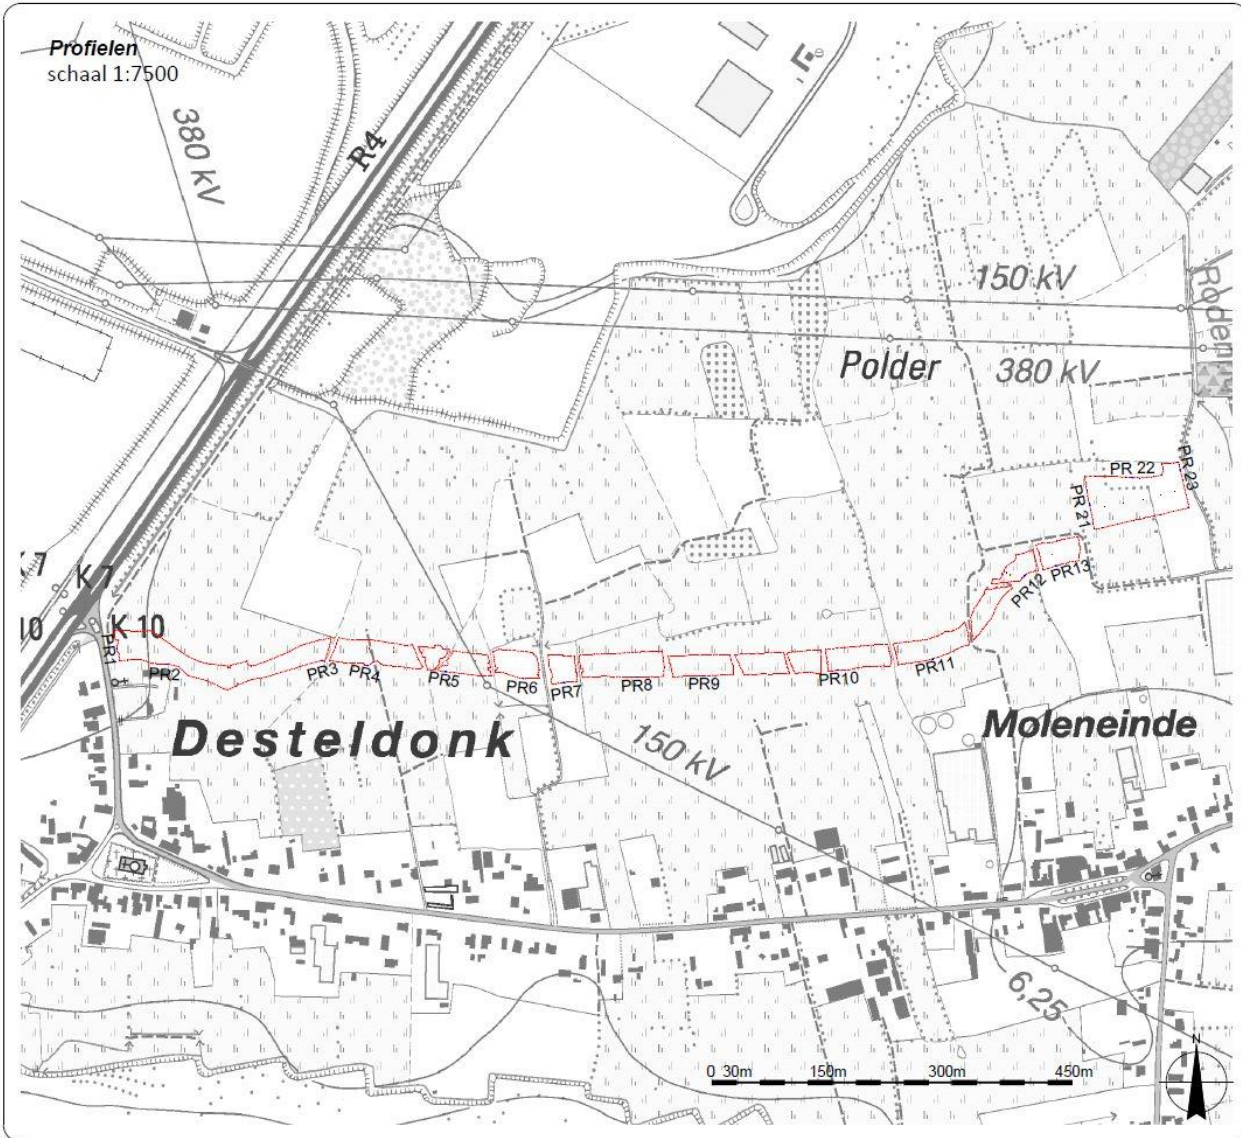 Profielen
schaal 1:7500
380 kV
R4
150 kV
Roden
Polder
380 kV
PR 22
PR 23
PR 21
K 7
K 7
PR12
PR13
10
K 10
PR1
PR2
PR3
PR4
PR5
PR6
PR7
PR8
PR9
PR10
PR11
Desteldonk
Moleneinde
150 kV
6,25
0 30m 150m 300m 450m
N